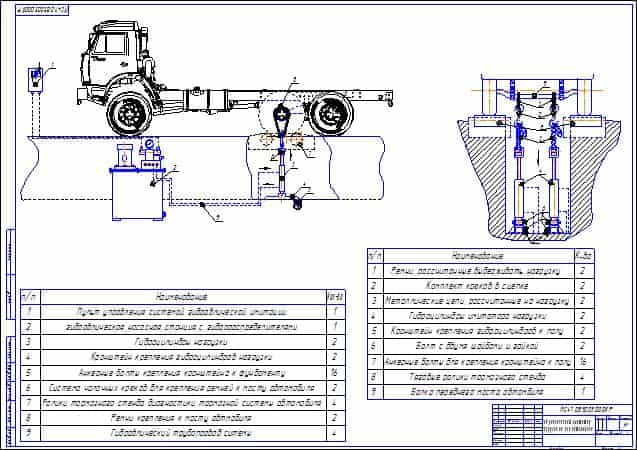 п/п Наименование Кол-во
1 Пульт управления системой гидравлической имитации 1
2 гидравлическая насосная станция с гидрораспределителями 1
3 Гидроцилиндры нагрузки 2
4 Кронштейн крепления гидроцилиндров нагрузки 2
5 Анкерные болты крепления кронштейна к фундаменту 16
6 Система чалочных крюков для крепления ремней к мосту автомобиля 2
7 Ролики тормозного стенда диагностики тормозной системы автомобиля 4
8 Ремни крепления к мосту автмобиля 2
9 Гидравлический трубопровод ситемы 4
п/п Наименование К-во
1 Ремни, рассчитанные выдерживать нагрузку 2
2 Комплект крюков в сцепке 2
3 Металлические цепи, рассчитанные на нагрузку 2
4 Гидроцилиндры имитатора нагрузки 2
5 Кронштейн крепления гидроцилиндров к полу 2
6 Болт с двумя шайбами и гайкой 2
7 Анкерные болты для крепления кронштейна к полу 16
8 Тяговые ролики тормозного стенда 4
9 Балка переднего моста автомбиля 1